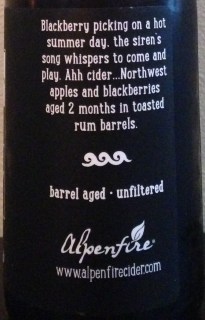 Blackberry picking on a hot
summer day, the siren's
song whispers to come and
play. Ahh cider...Northwest
apples and blackberries
aged 2 months in toasted
rum barrels.
barrel aged · unfiltered
Alpenfire®
www.alpenfirecider.com